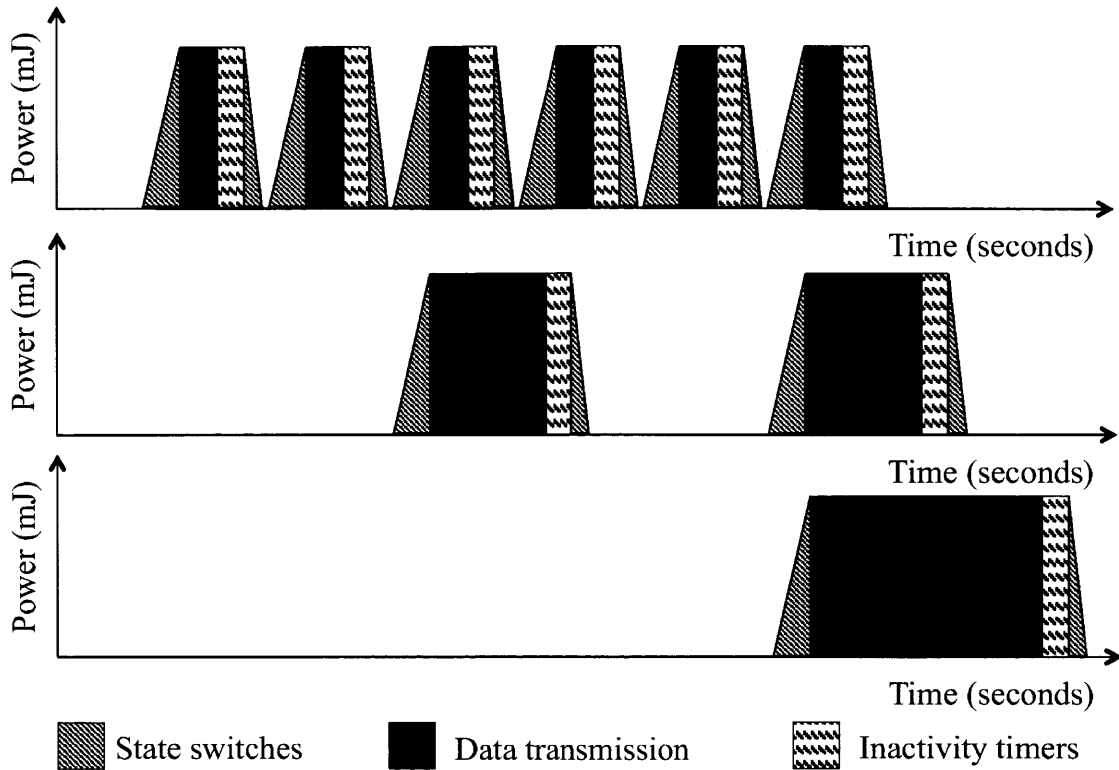 Power (mJ)
Time (seconds)
Power (mJ)
Time (seconds)
Power (mJ)
Time (seconds)
State switches
Data transmission
Inactivity timers